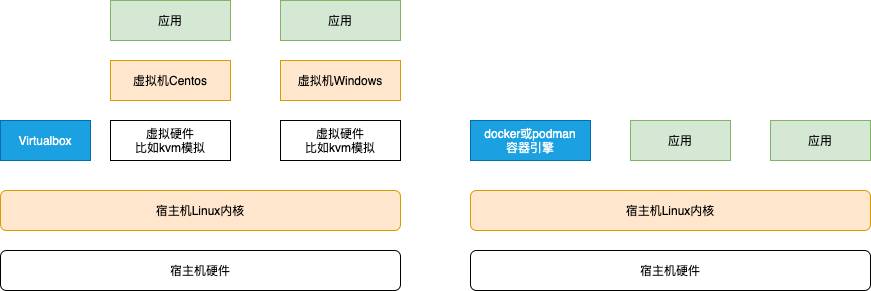 应用
应用
虚拟机Centos
虚拟机Windows
Virtualbox
虚拟硬件
比如kvm模拟
虚拟硬件
比如kvm模拟
宿主机Linux内核
宿主机硬件
docker或podman
容器引擎
应用
应用
宿主机Linux内核
宿主机硬件